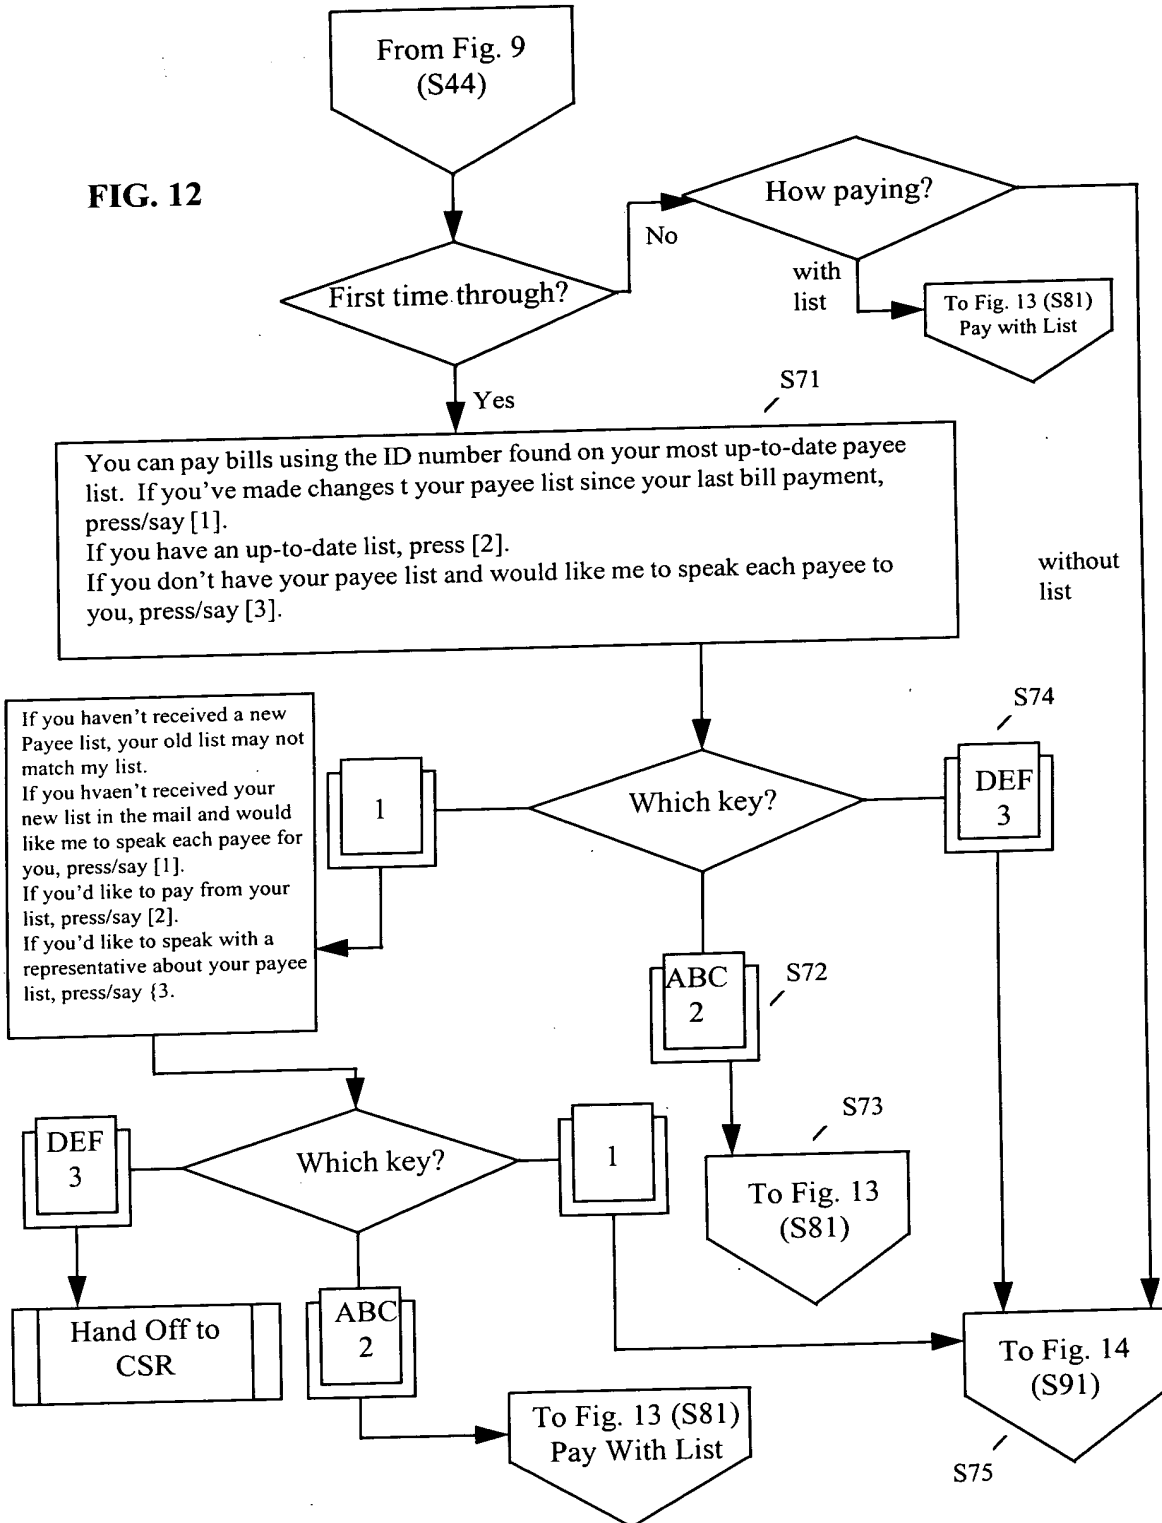 From Fig. 9
(S44)
FIG. 12
How paying?
No
with
list
First time through?
To Fig. 13 (S81)
Pay with List
Yes
S71
You can pay bills using the ID number found on your most up-to-date payee
list. If you've made changes t your payee list since your last bill payment,
press/say [1].
If you have an up-to-date list, press [2].
If you don't have your payee list and would like me to speak each payee to
you, press/say [3].
without
list
If you haven't received a new
Payee list, your old list may not
match my list.
If you hvaen't received your
new list in the mail and would
like me to speak each payee for
you, press/say [1].
If you'd like to pay from your
list, press/say [2].
If you'd like to speak with a
representative about your payee
list, press/say {3.
1
Which key?
S74
DEF
3
ABC
2
S72
S73
To Fig. 13
(S81)
DEF
3
Which key?
1
Hand Off to
CSR
ABC
2
To Fig. 13 (S81)
Pay With List
To Fig. 14
(S91)
S75